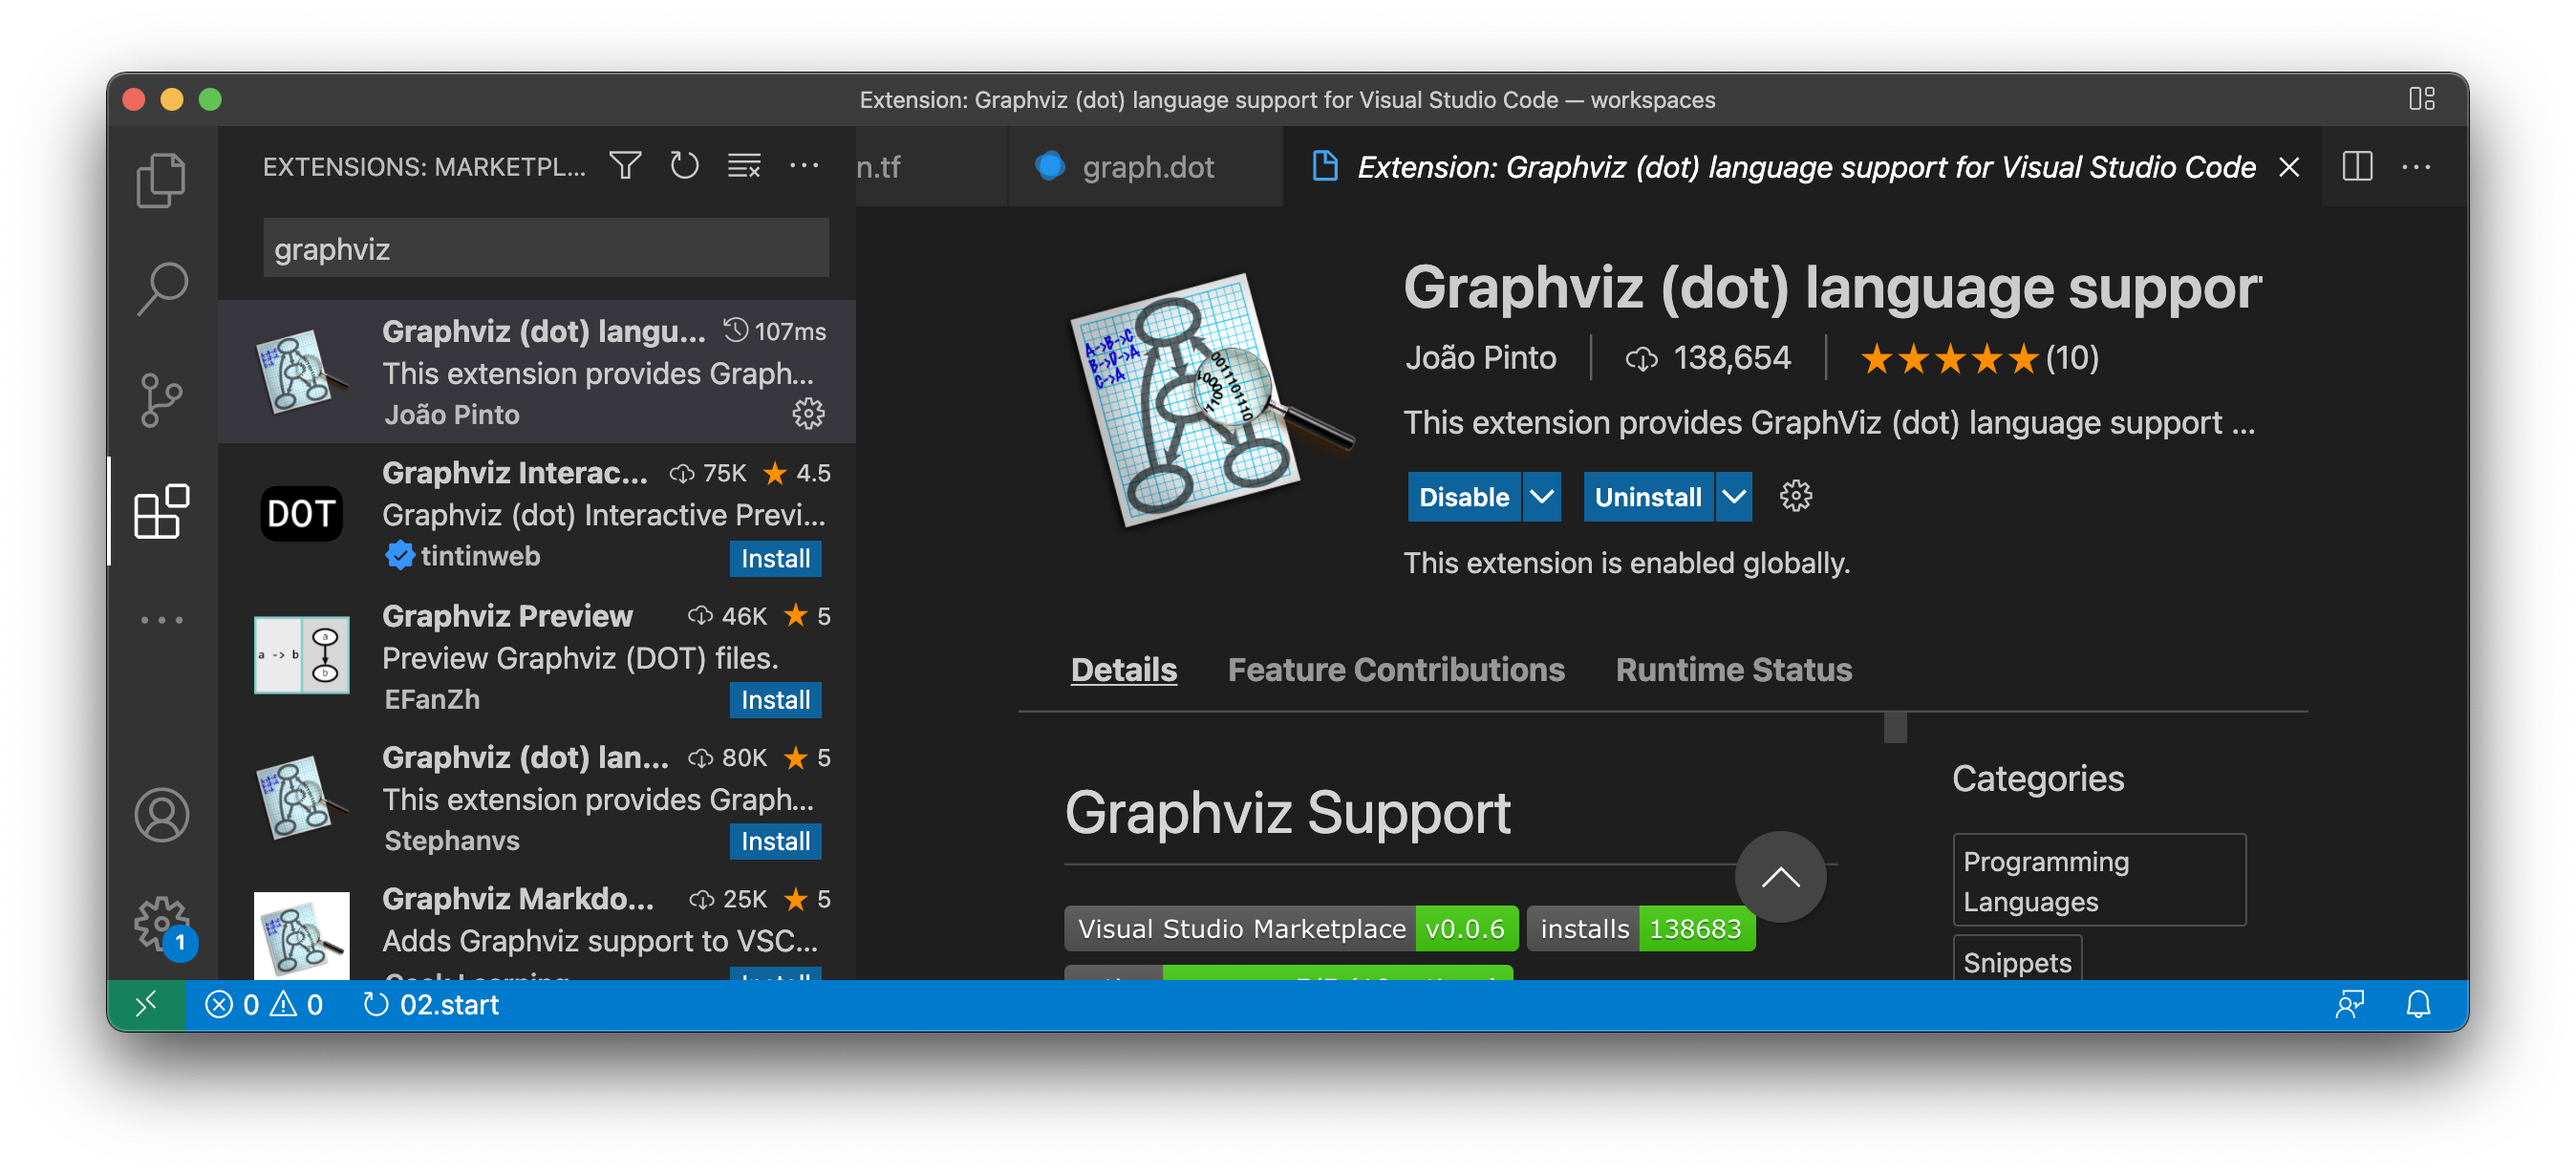 Extension: Graphviz (dot) language support for Visual Studio Code — workspaces
EXTENSIONS: MARKETPL...
n.tf
graph.dot
Extension: Graphviz (dot) language support for Visual Studio Code
graphviz
Graphviz (dot) langu... 107ms
This extension provides Graph...
João Pinto
DOT
Graphviz Interac... 75K 4.5
Graphviz (dot) Interactive Previ...
tintinweb
Install
a -> b
a
b
Graphviz Preview 46K 5
Preview Graphviz (DOT) files.
EFanZh
Install
Graphviz (dot) lan... 80K 5
This extension provides Graph...
Stephanvs
Install
Graphviz Markdo... 25K 5
Adds Graphviz support to VSC...
Install
1
A->B->C
B->D->A
C->A
Graphviz (dot) language suppor
João Pinto 138,654 (10)
This extension provides GraphViz (dot) language support ...
Disable
Uninstall
This extension is enabled globally.
Details Feature Contributions Runtime Status
Graphviz Support
Visual Studio Marketplace v0.0.6 installs 138683
Categories
Programming
Languages
Snippets
0 0 02.start